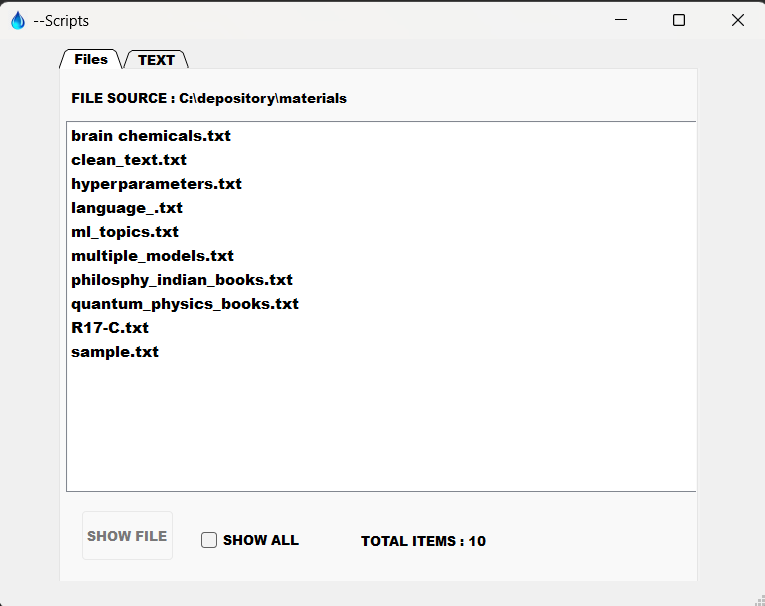 --Scripts
Files TEXT
FILE SOURCE : C:\depository\materials
brain chemicals.txt
clean_text.txt
hyperparameters.txt
language_.txt
ml_topics.txt
multiple_models.txt
philosphy_indian_books.txt
quantum_physics_books.txt
R17-C.txt
sample.txt
SHOW FILE SHOW ALL TOTAL ITEMS : 10